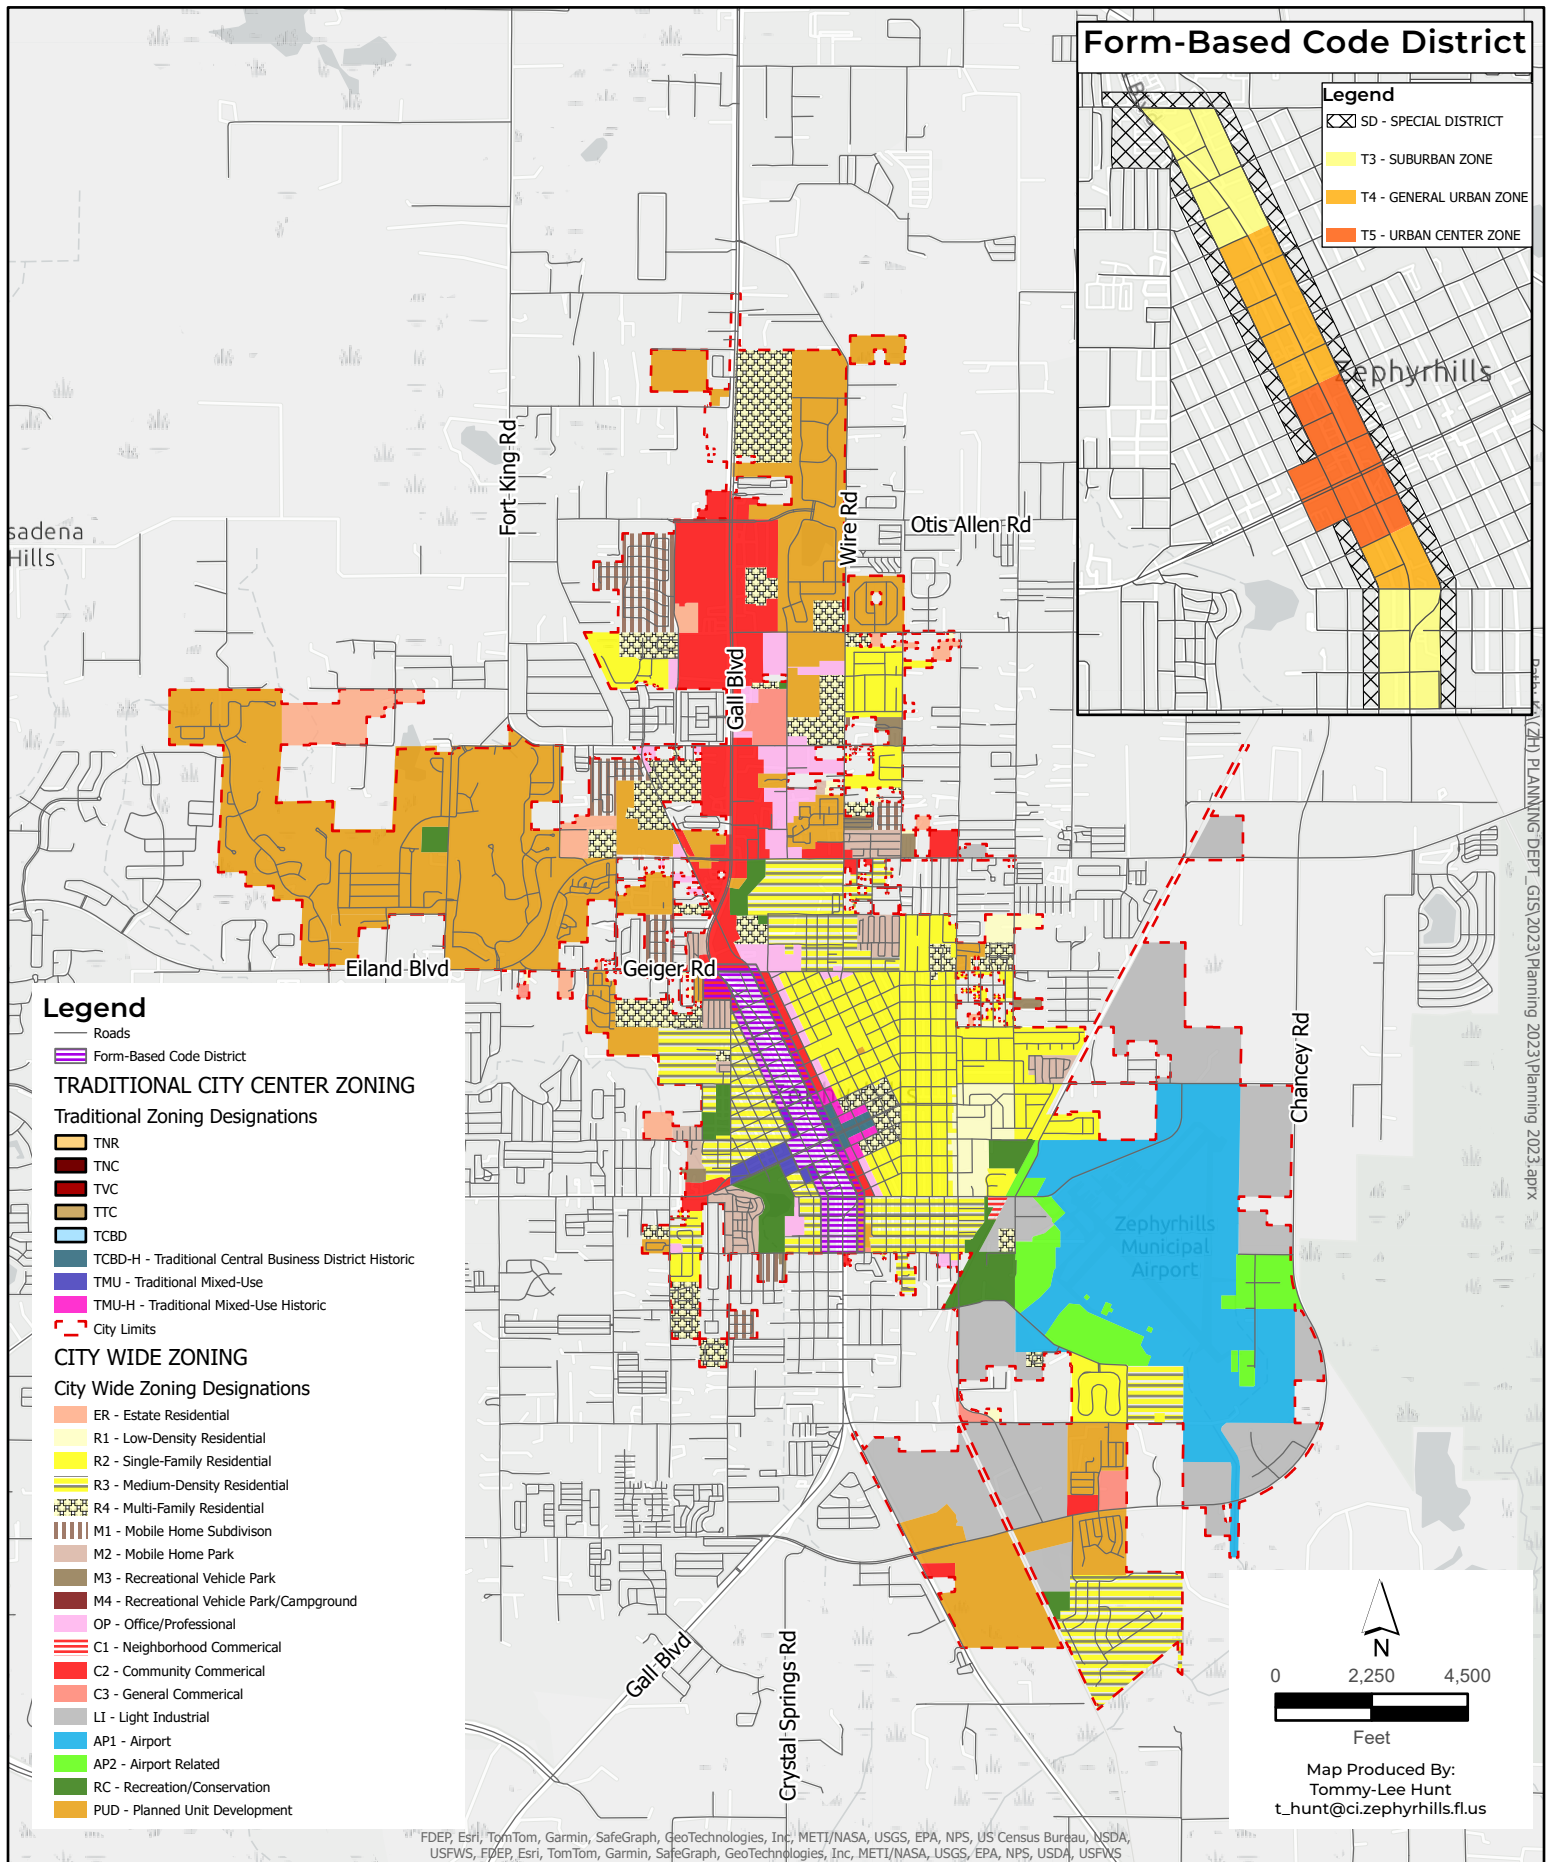 Form-Based Code District
Legend
SD - SPECIAL DISTRICT
T3 - SUBURBAN ZONE
T4 - GENERAL URBAN ZONE
T5 - URBAN CENTER ZONE
Zephyrhills
Fort King Rd
Wire Rd
Otis Allen Rd
sadena
Hills
Gall Blvd
Eiland Blvd
Geiger Rd
Chancey Rd
Zephyrhills
Municipal
Airport
Gall Blvd
Crystal Springs Rd
Legend
Roads
Form-Based Code District
TRADITIONAL CITY CENTER ZONING
Traditional Zoning Designations
TNR
TNC
TVC
TTC
TCBD
TCBD-H - Traditional Central Business District Historic
TMU - Traditional Mixed-Use
TMU-H - Traditional Mixed-Use Historic
City Limits
CITY WIDE ZONING
City Wide Zoning Designations
ER - Estate Residential
R1 - Low-Density Residential
R2 - Single-Family Residential
R3 - Medium-Density Residential
R4 - Multi-Family Residential
M1 - Mobile Home Subdivison
M2 - Mobile Home Park
M3 - Recreational Vehicle Park
M4 - Recreational Vehicle Park/Campground
OP - Office/Professional
C1 - Neighborhood Commerical
C2 - Community Commerical
C3 - General Commerical
LI - Light Industrial
AP1 - Airport
AP2 - Airport Related
RC - Recreation/Conservation
PUD - Planned Unit Development
N
0 2,250 4,500
Feet
Map Produced By:
Tommy-Lee Hunt
t_hunt@ci.zephyrhills.fl.us
(ZH) PLANNING DEPT_GIS\2023\Planning 2023\Planning 2023.aprx
FDEP, Esri, TomTom, Garmin, SafeGraph, GeoTechnologies, Inc, METI/NASA, USGS, EPA, NPS, US Census Bureau, USDA,
USFWS, FDEP, Esri, TomTom, Garmin, SafeGraph, GeoTechnologies, Inc, METI/NASA, USGS, EPA, NPS, USDA, USFWS